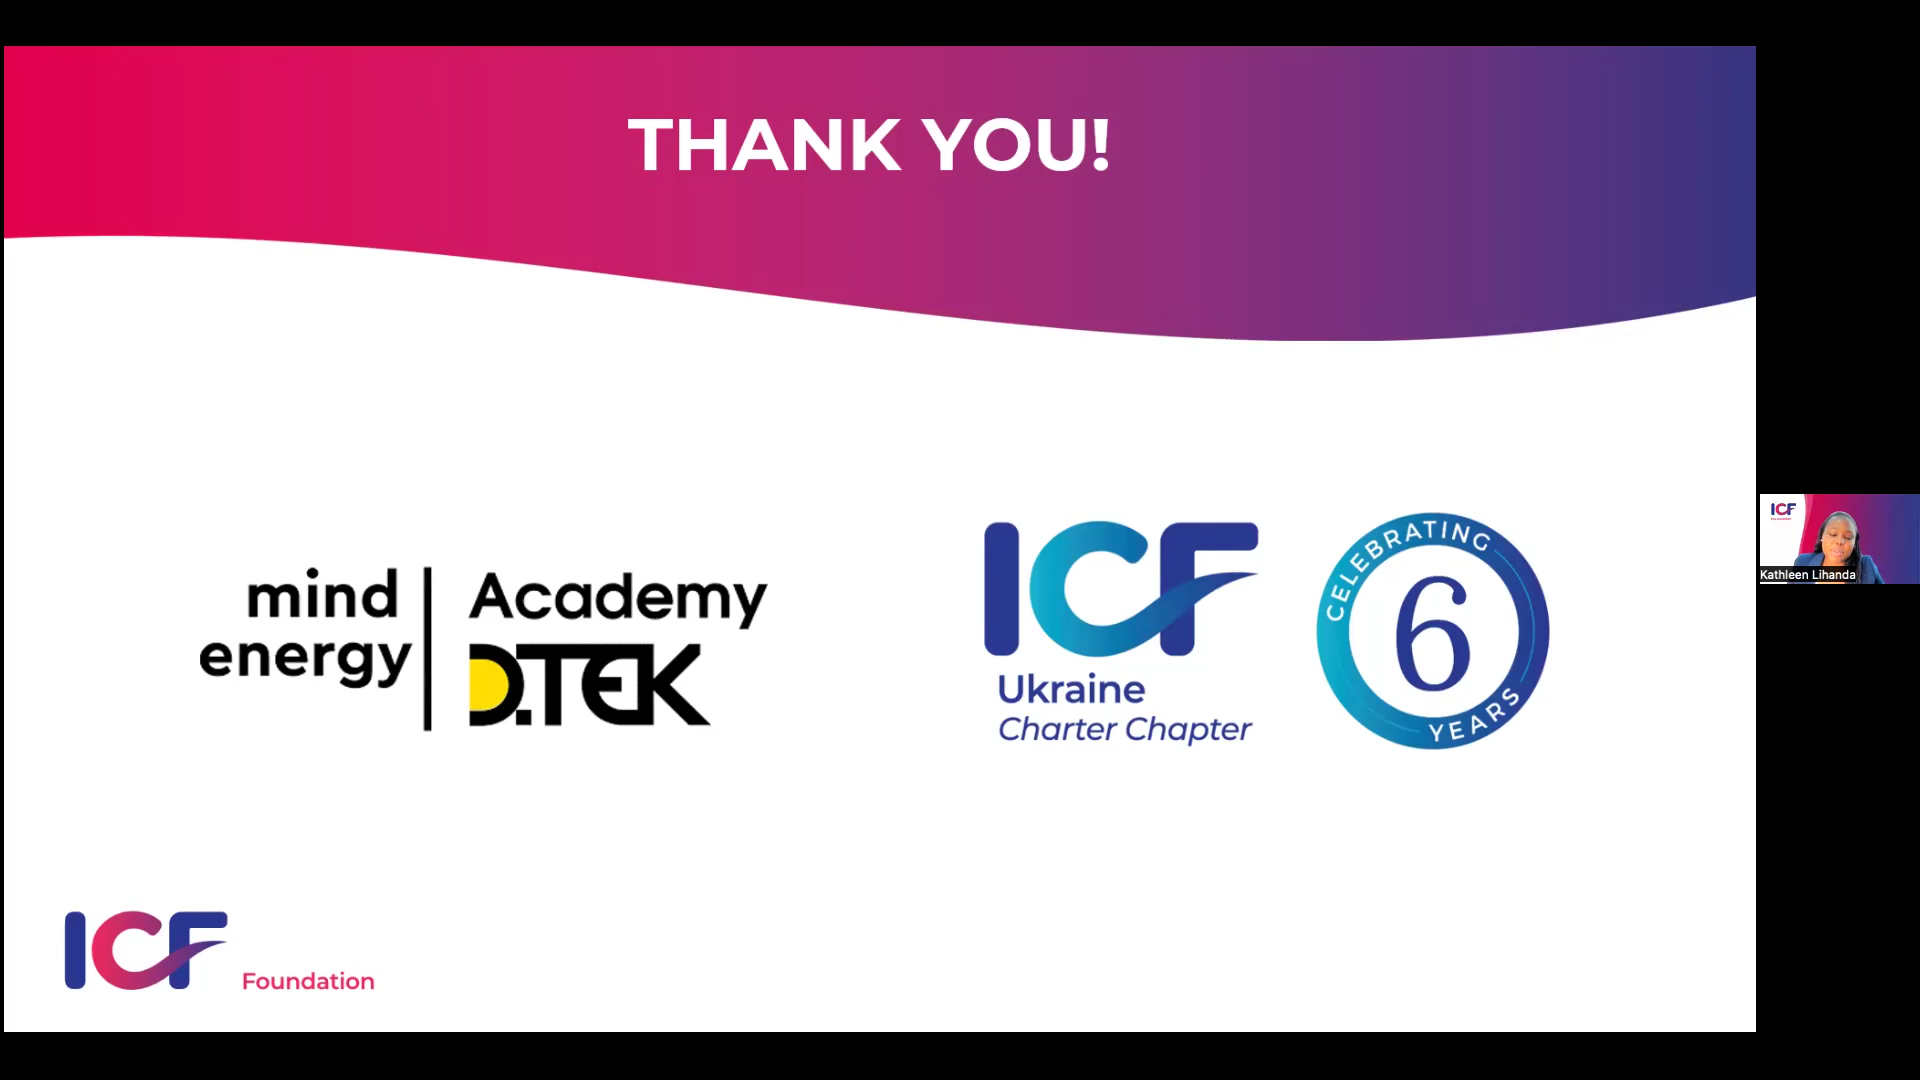 THANK YOU!
mind
energy
Academy
D.TEK
ICF
Ukraine
Charter Chapter
CELEBRATING
6
YEARS
ICF
Foundation
ICF
Kathleen Lihanda